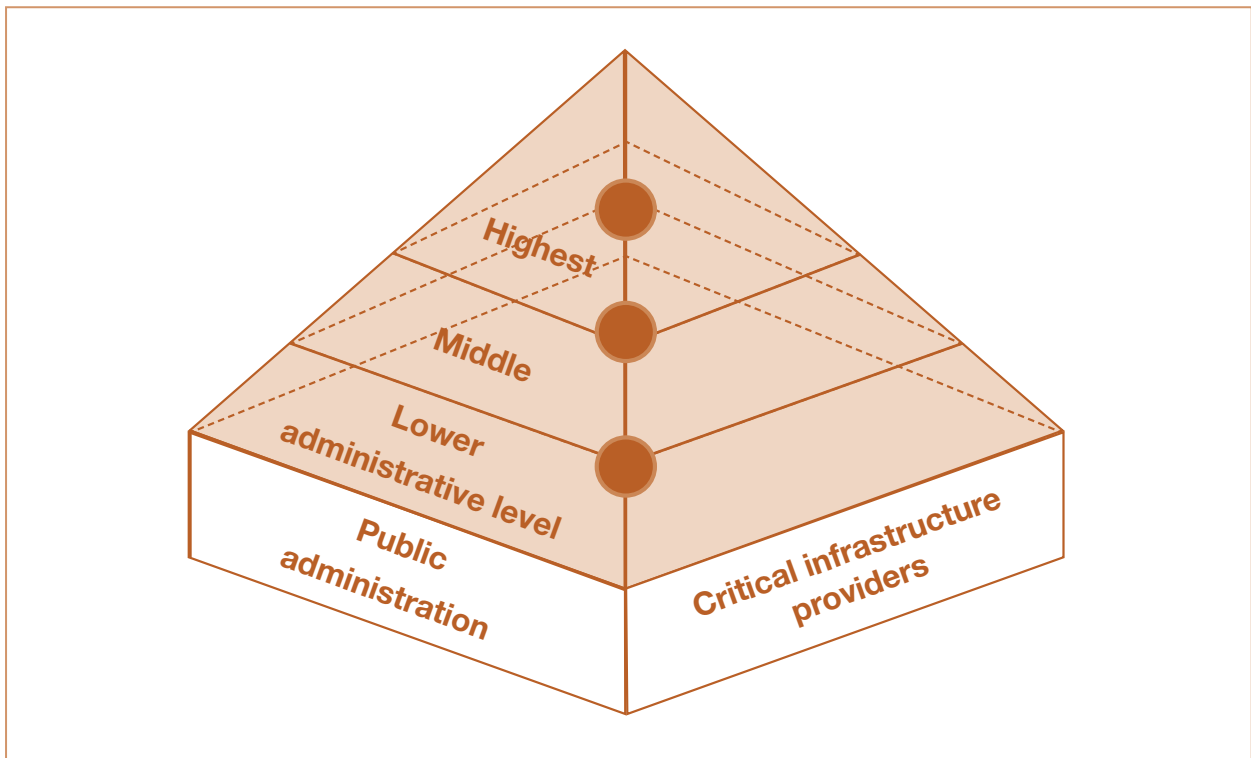 Highest
Middle
Lower
administrative level
Public
administration
Critical infrastructure
providers